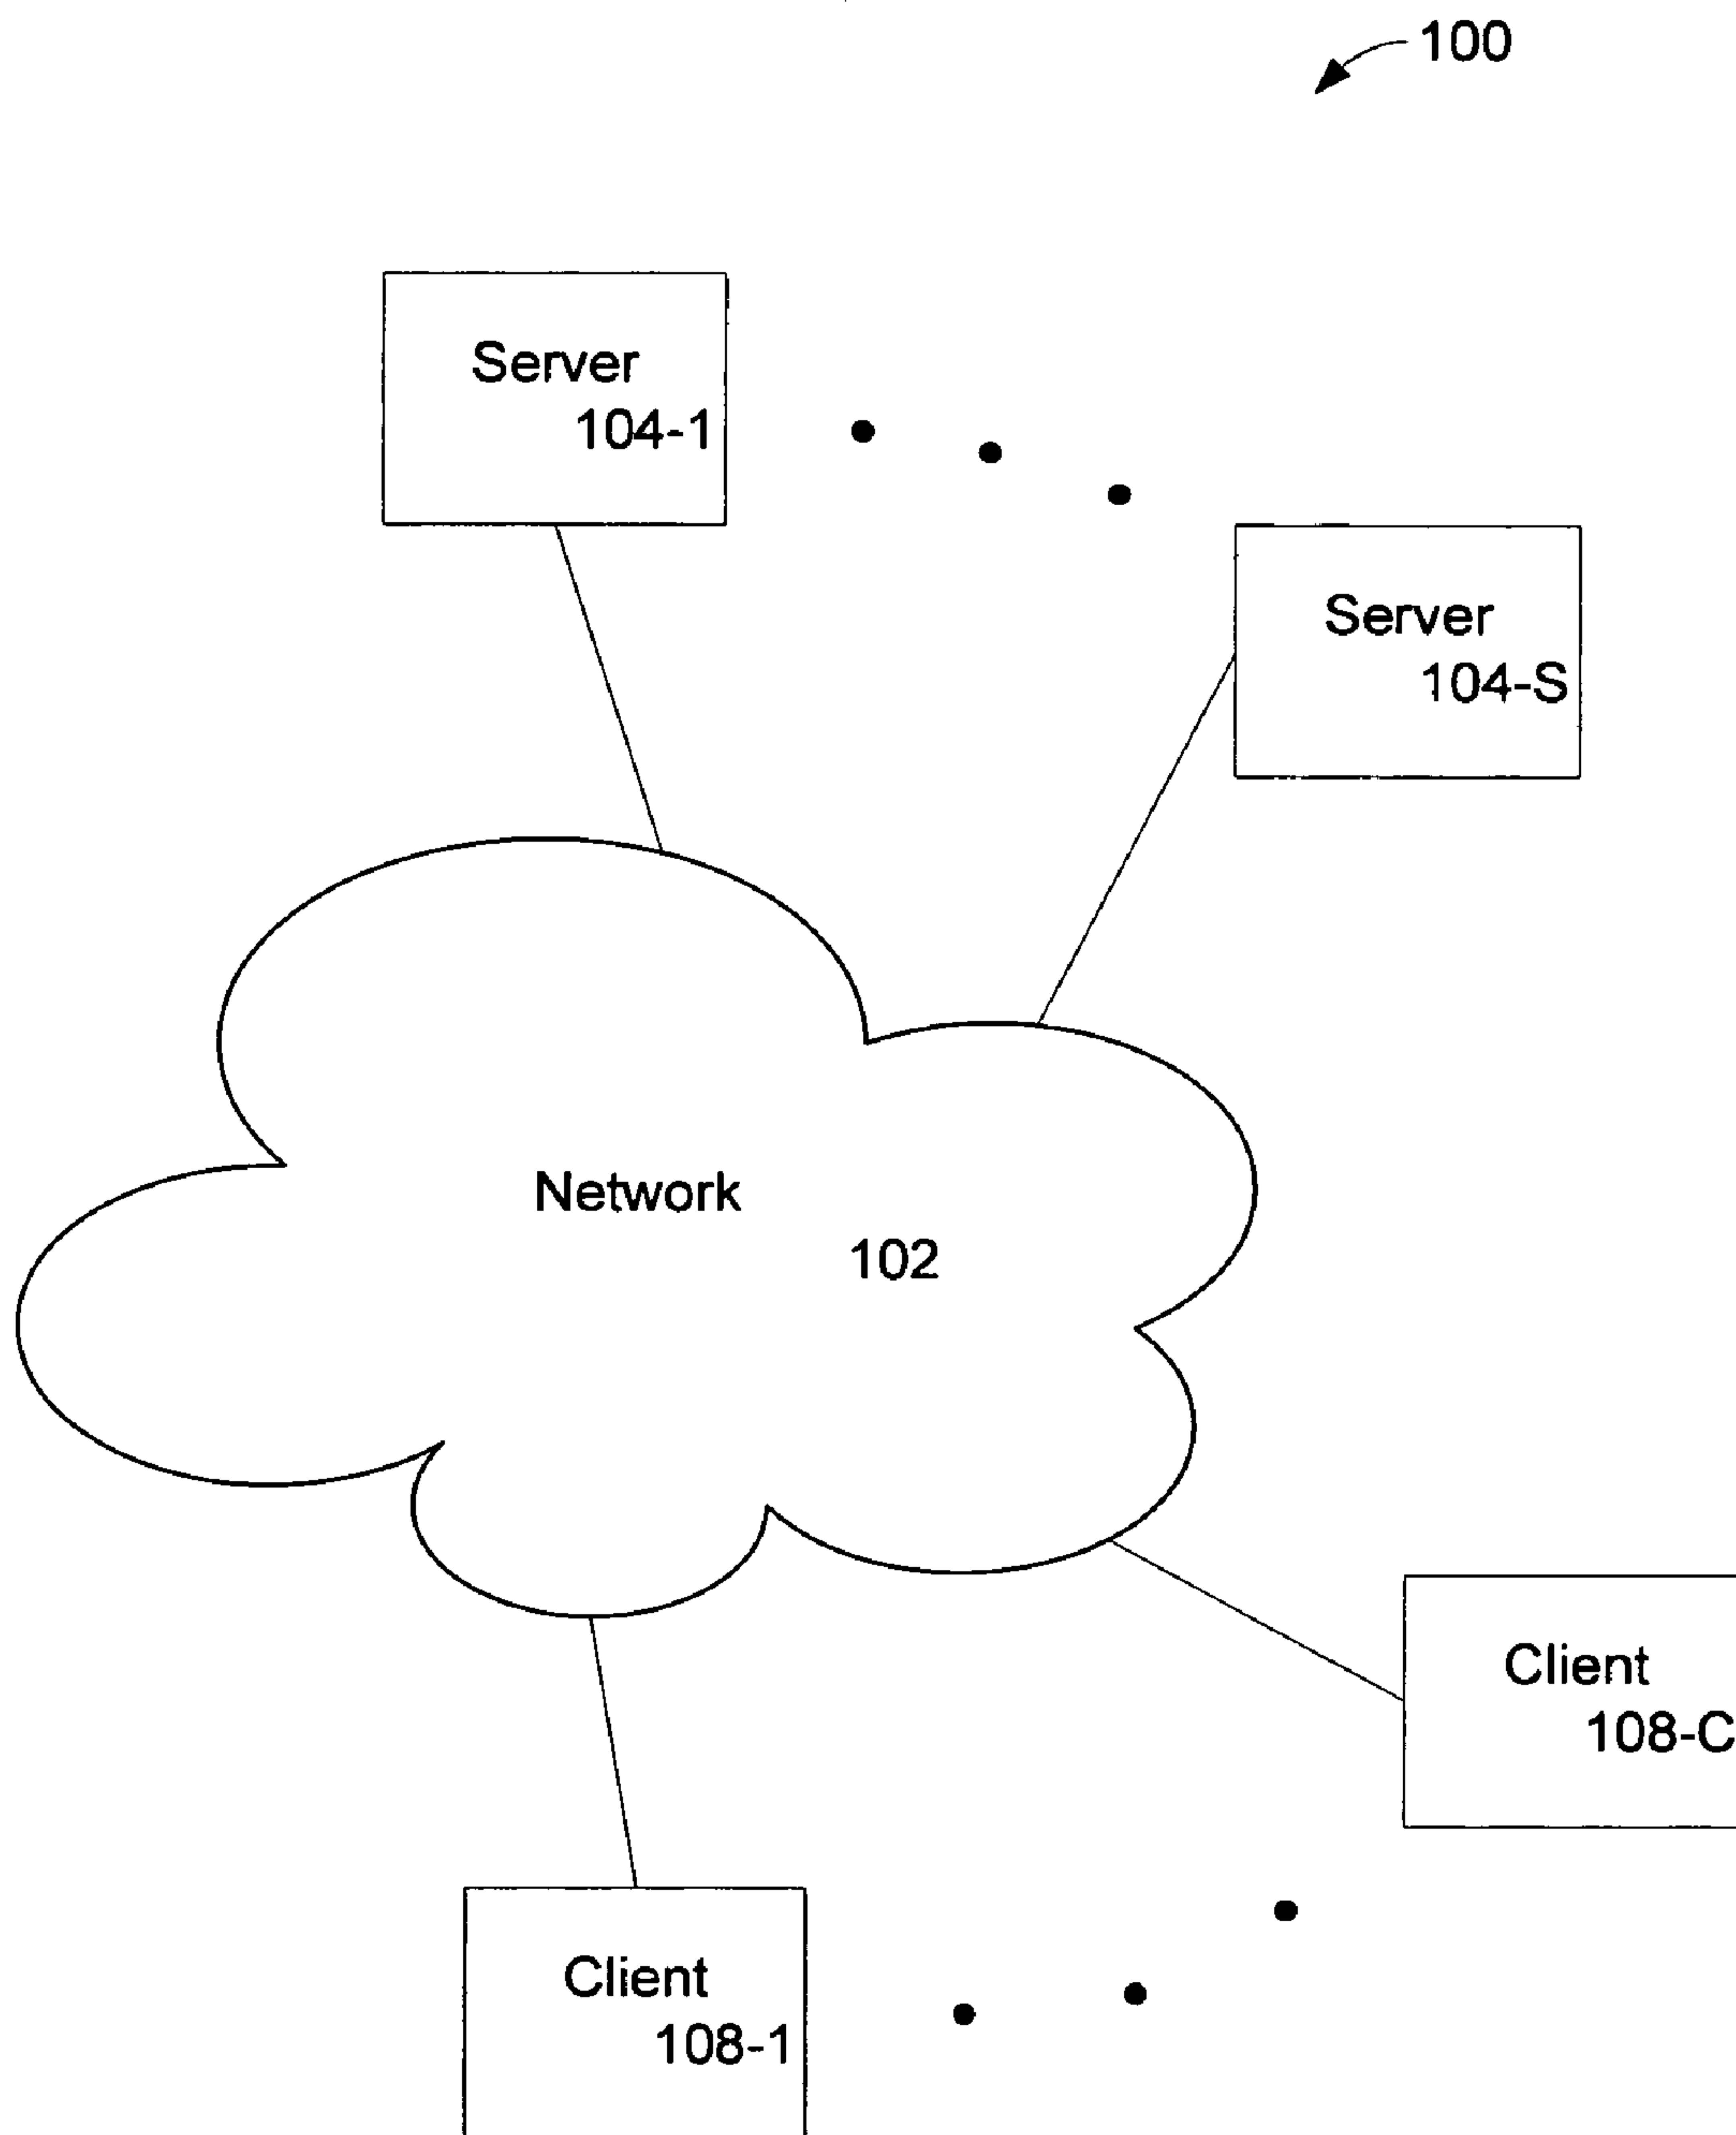 100
Server
104-1
Server
104-S
Network
102
Client
108-C
Client
108-1